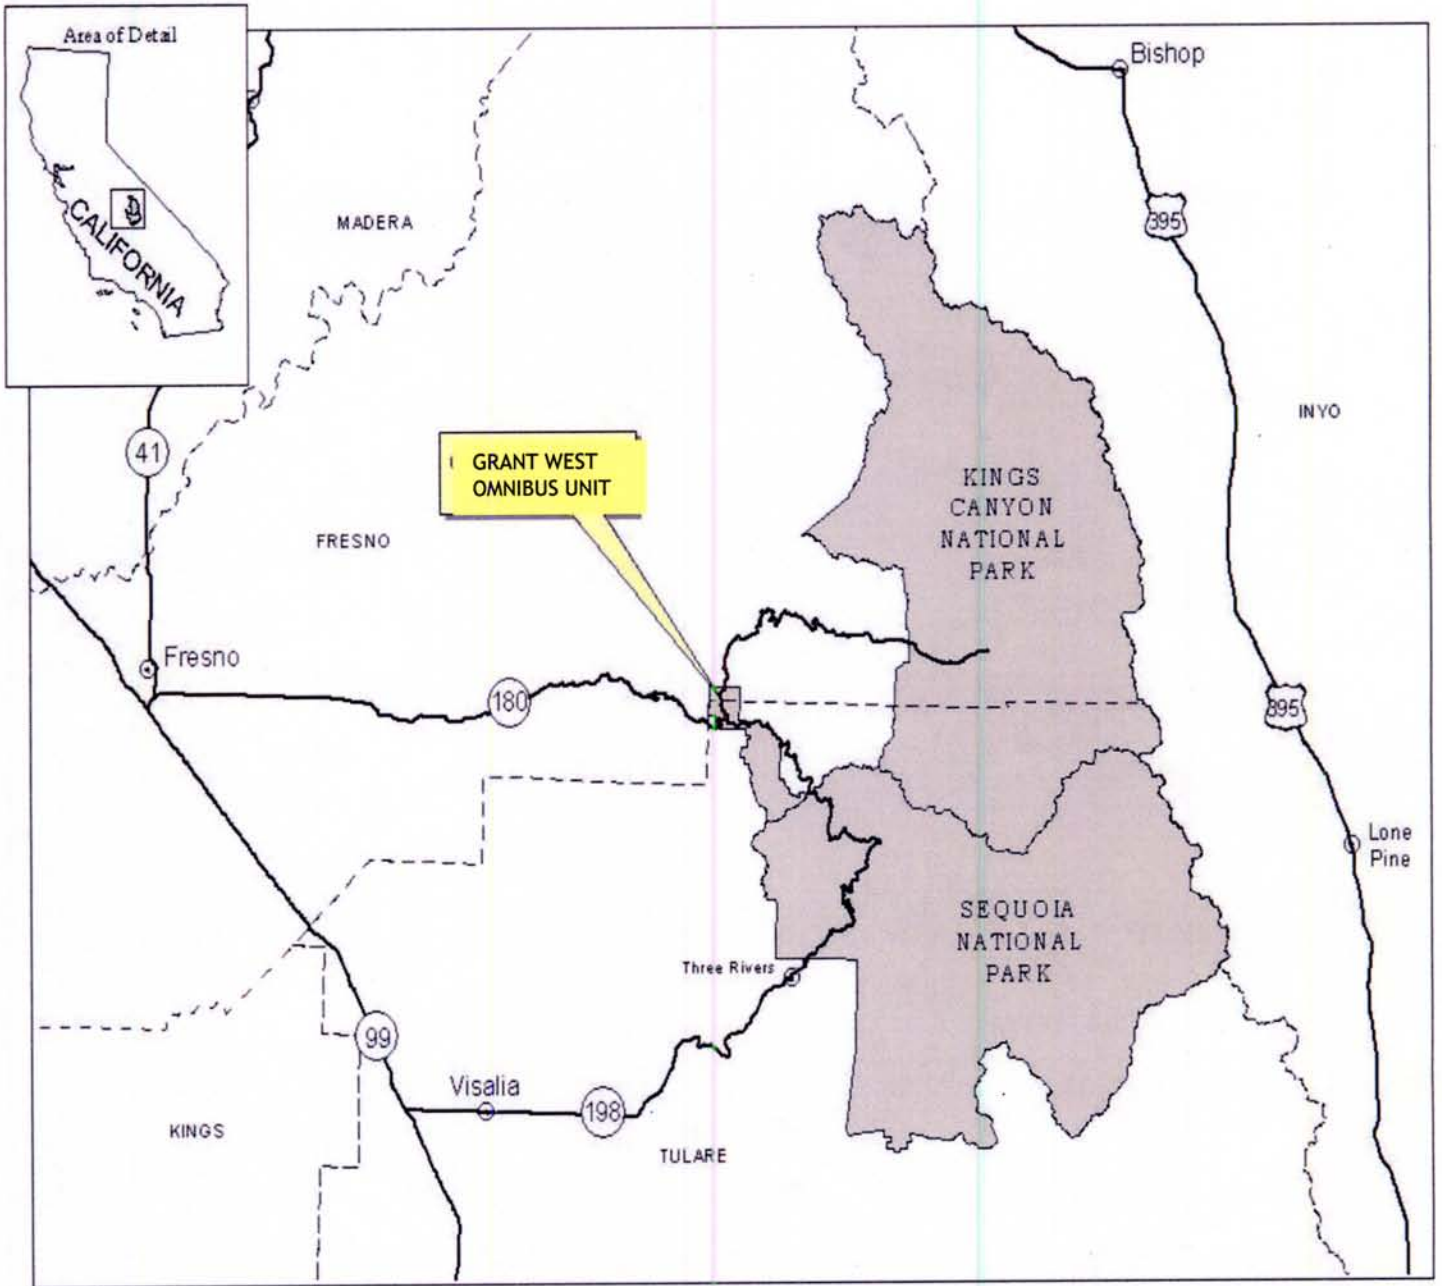 Area of Detail
CALIFORNIA
Bishop
395
MADERA
INYO
41
GRANT WEST
OMNIBUS UNIT
KINGS
CANYON
NATIONAL
PARK
FRESNO
Fresno
180
395
Lone
Pine
SEQUOIA
NATIONAL
PARK
Three Rivers
99
Visalia
198
KINGS
TULARE